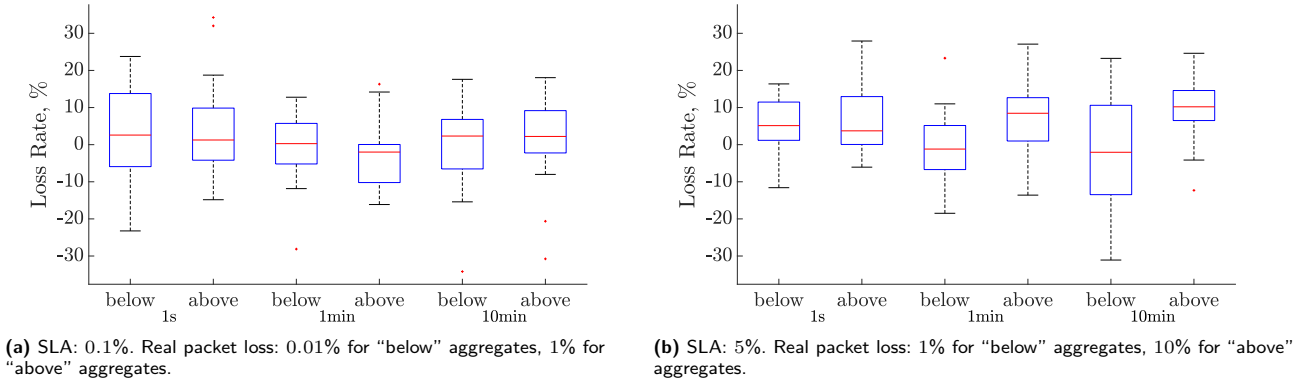 30
20
10
0
-10
-20
-30
Loss Rate, %
below above below above below above
1s 1min 10min
(a) SLA: 0.1%. Real packet loss: 0.01% for “below” aggregates, 1% for
“above” aggregates.
30
20
10
0
-10
-20
-30
Loss Rate, %
below above below above below above
1s 1min 10min
(b) SLA: 5%. Real packet loss: 1% for “below” aggregates, 10% for “above”
aggregates.